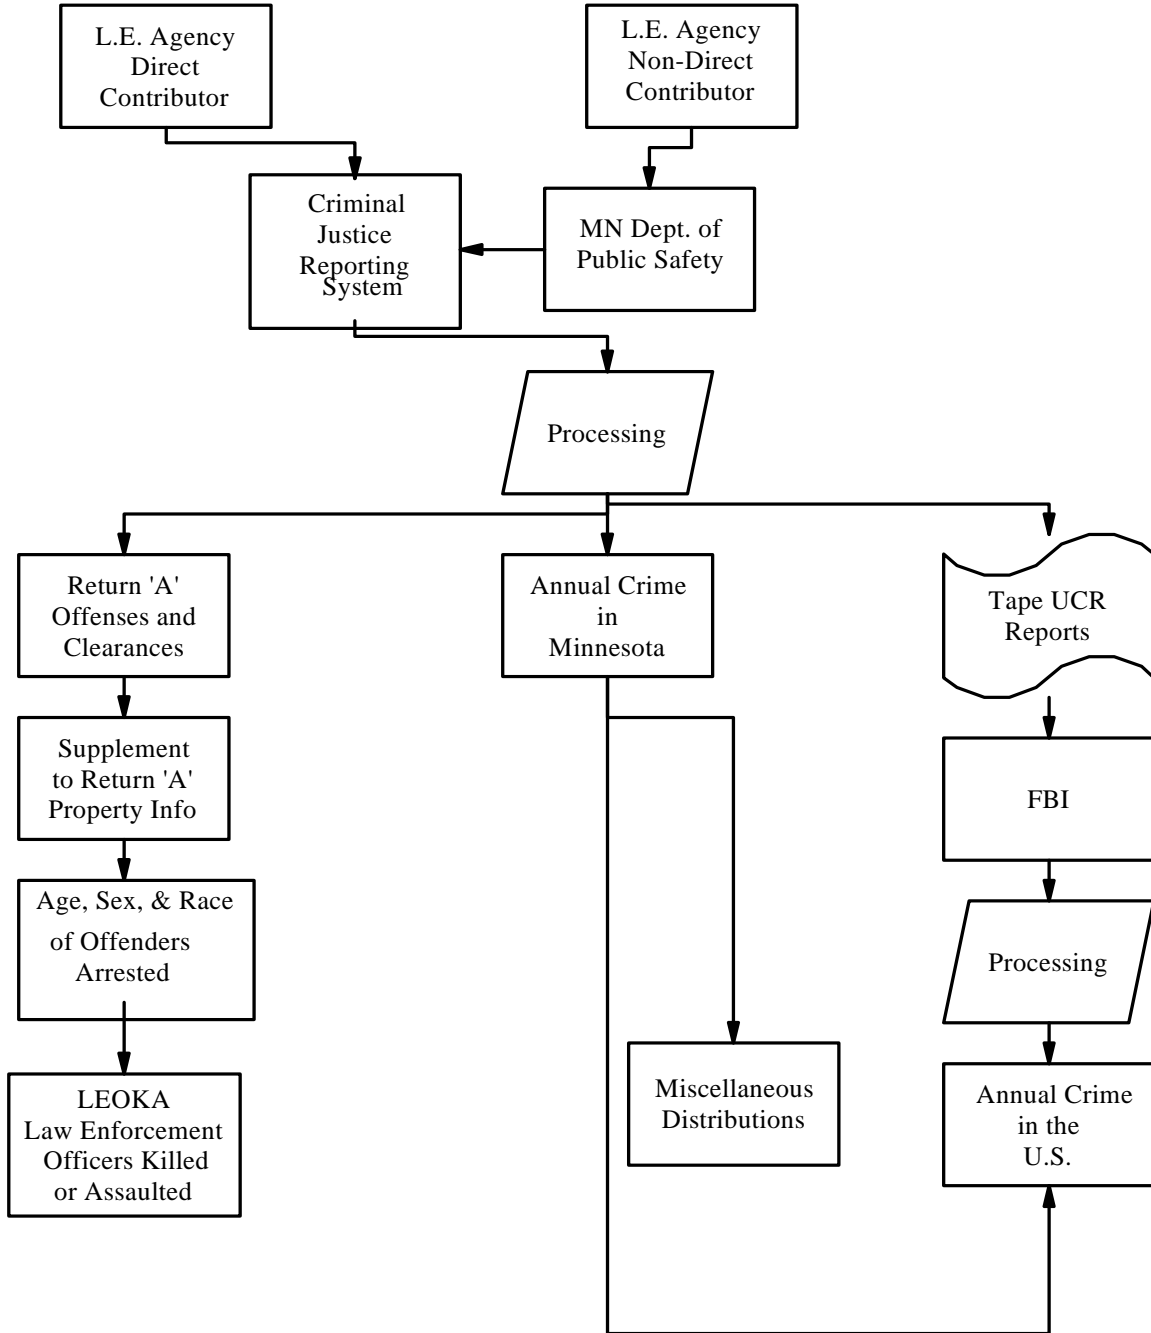 L.E. Agency
Direct
Contributor
L.E. Agency
Non-Direct
Contributor
Criminal
Justice
Reporting
System
MN Dept. of
Public Safety
Processing
Return 'A'
Offenses and
Clearances
Annual Crime
in
Minnesota
Tape UCR
Reports
Supplement
to Return 'A'
Property Info
FBI
Age, Sex, & Race
of Offenders
Arrested
Processing
LEOKA
Law Enforcement
Officers Killed
or Assaulted
Miscellaneous
Distributions
Annual Crime
in the
U.S.